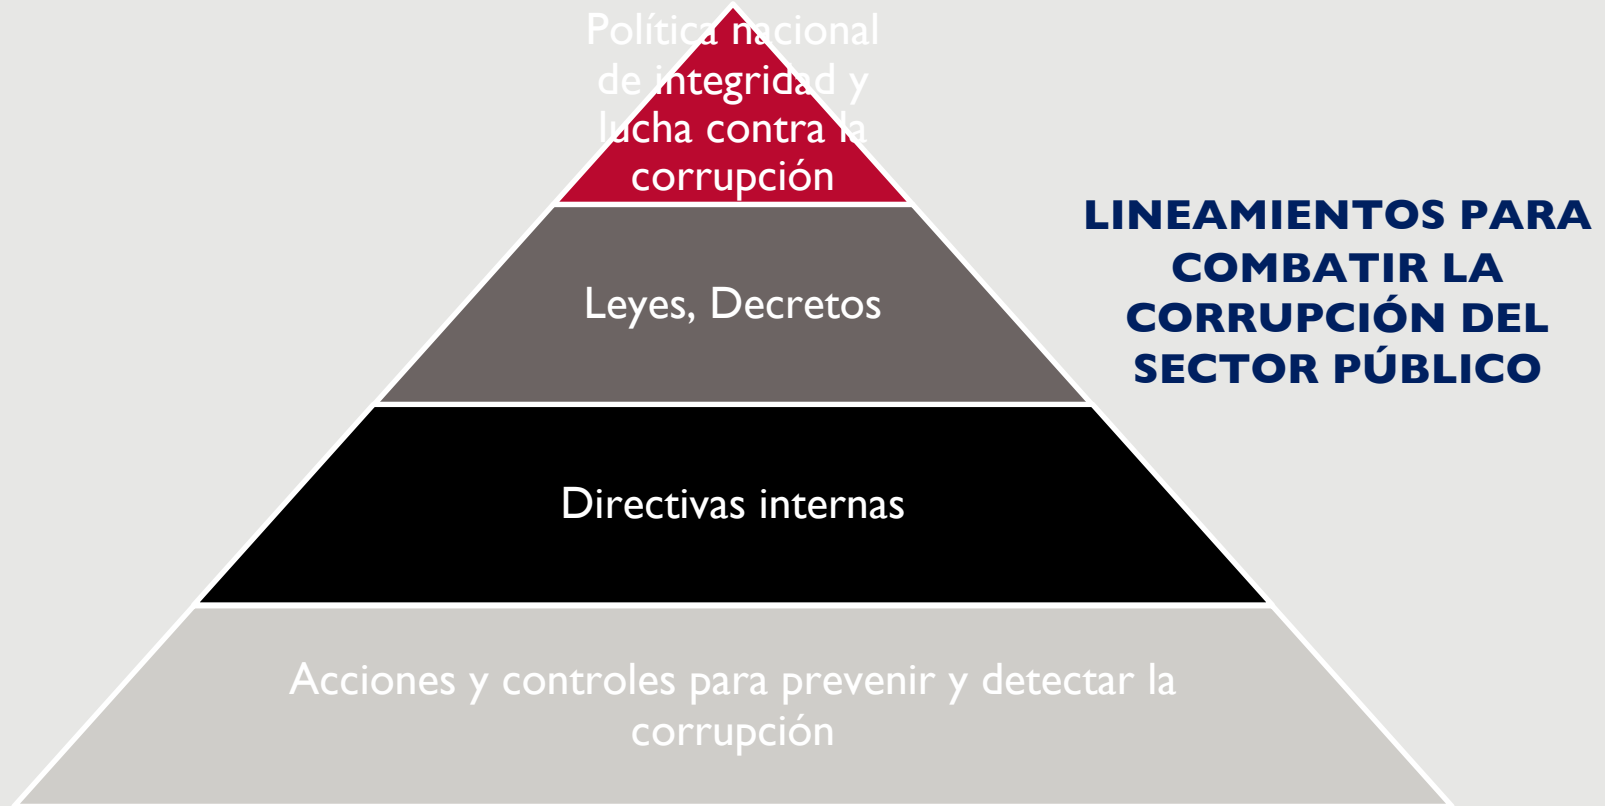 Política nacional
de integridad y
lucha contra la
corrupción
LINEAMIENTOS PARA
COMBATIR LA
CORRUPCIÓN DEL
SECTOR PÚBLICO
Leyes, Decretos
Directivas internas
Acciones y controles para prevenir y detectar la
corrupción